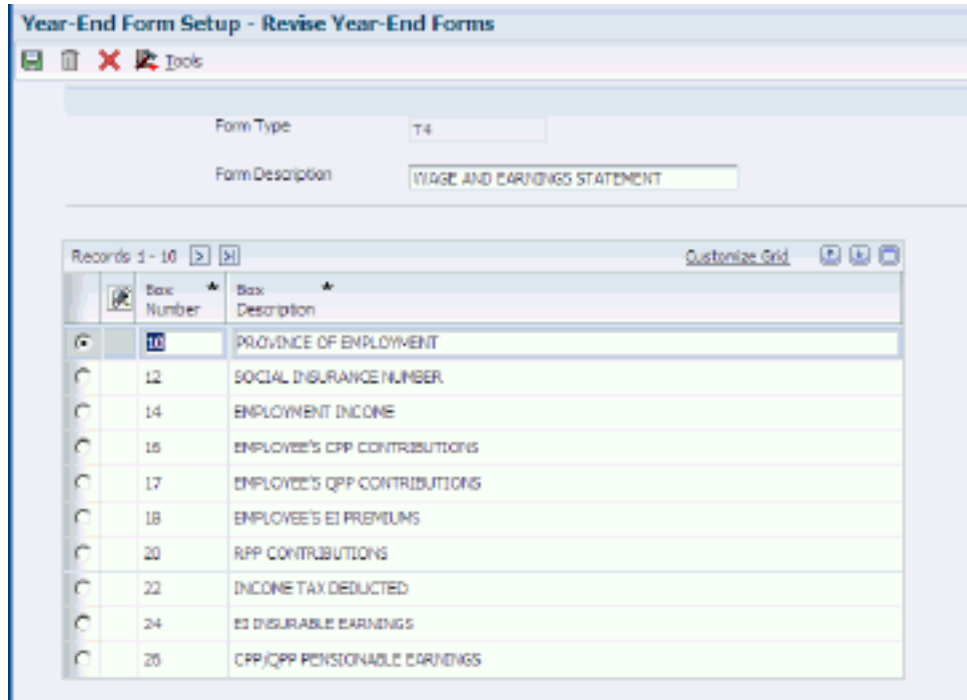 Year-End Form Setup - Revise Year-End Forms
Tools
Form Type T4
Form Description WAGE AND EARNINGS STATEMENT
Records 1 - 10 Customize Grid
Box Number Box Description
10 PROVINCE OF EMPLOYMENT
12 SOCIAL INSURANCE NUMBER
14 EMPLOYMENT INCOME
16 EMPLOYEE'S CPP CONTRIBUTIONS
17 EMPLOYEE'S QPP CONTRIBUTIONS
18 EMPLOYEE'S EI PREMIUMS
20 RPP CONTRIBUTIONS
22 INCOME TAX DEDUCTED
24 EI INSURABLE EARNINGS
26 CPP/QPP PENSIONABLE EARNINGS